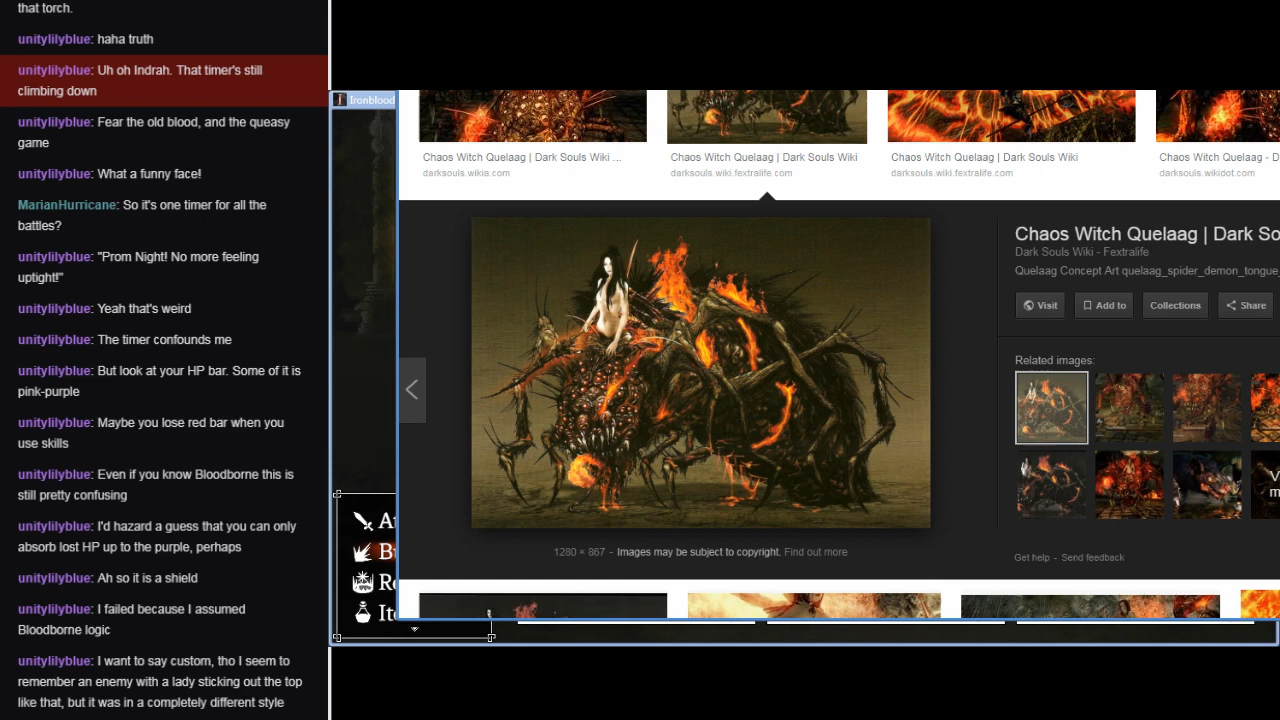 that torch.
unitylilyblue: haha truth
unitylilyblue: Uh oh Indrah. That timer's still
climbing down
unitylilyblue: Fear the old blood, and the queasy
game
unitylilyblue: What a funny face!
MarianHurricane: So it's one timer for all the
battles?
unitylilyblue: "Prom Night! No more feeling
uptight!"
unitylilyblue: Yeah that's weird
unitylilyblue: The timer confounds me
unitylilyblue: But look at your HP bar. Some of it is
pink-purple
unitylilyblue: Maybe you lose red bar when you
use skills
unitylilyblue: Even if you know Bloodborne this is
still pretty confusing
unitylilyblue: I'd hazard a guess that you can only
absorb lost HP up to the purple, perhaps
unitylilyblue: Ah so it is a shield
unitylilyblue: I failed because I assumed
Bloodborne logic
unitylilyblue: I want to say custom, tho I seem to
remember an enemy with a lady sticking out the top
like that, but it was in a completely different style
Ironblood
Chaos Witch Quelaag | Dark Souls Wiki ...
darksouls.wikia.com
Chaos Witch Quelaag | Dark Souls Wiki
darksouls.wiki.fextralife.com
Chaos Witch Quelaag | Dark Souls Wiki
darksouls.wiki.fextralife.com
Chaos Witch Quelaag - D
darksouls.wikidot.com
Chaos Witch Quelaag | Dark So
Dark Souls Wiki - Fextralife
Quelaag Concept Art quelaag_spider_demon_tongue_
Visit
Add to
Collections
Share
Related images:
V
m
1280 × 867 - Images may be subject to copyright. Find out more
Get help - Send feedback
At
B
Re
Ite